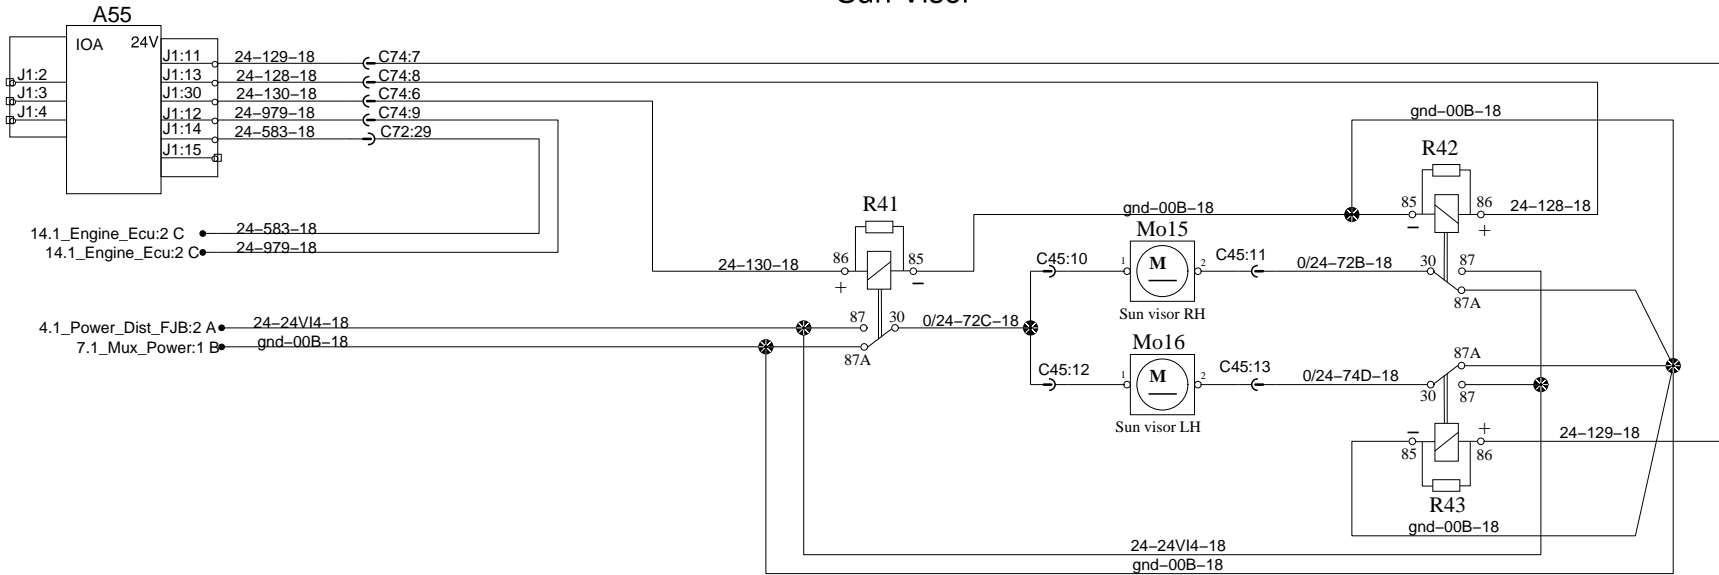 A55
IOA 24V
J1:2
J1:3
J1:4
J1:11 24–129–18 C74:7
J1:13 24–128–18 C74:8
J1:30 24–130–18 C74:6
J1:12 24–979–18 C74:9
J1:14 24–583–18 C72:29
J1:15
14.1_Engine_Ecu:2 C 24–583–18
14.1_Engine_Ecu:2 C 24–979–18
4.1_Power_Dist_FJB:2 A 24–24VI4–18
7.1_Mux_Power:1 B gnd–00B–18
R41
24–130–18 86 85
+ –
87 30 0/24–72C–18
87A
gnd–00B–18
gnd–00B–18
R42
85 86 24–128–18
– +
Mo15
C45:10 1 M 2 C45:11 0/24–72B–18 30 87
87A
Sun visor RH
Mo16
C45:12 1 M 2 C45:13 0/24–74D–18 87A
30 87
Sun visor LH
– + 24–129–18
85 86
R43
gnd–00B–18
24–24VI4–18
gnd–00B–18